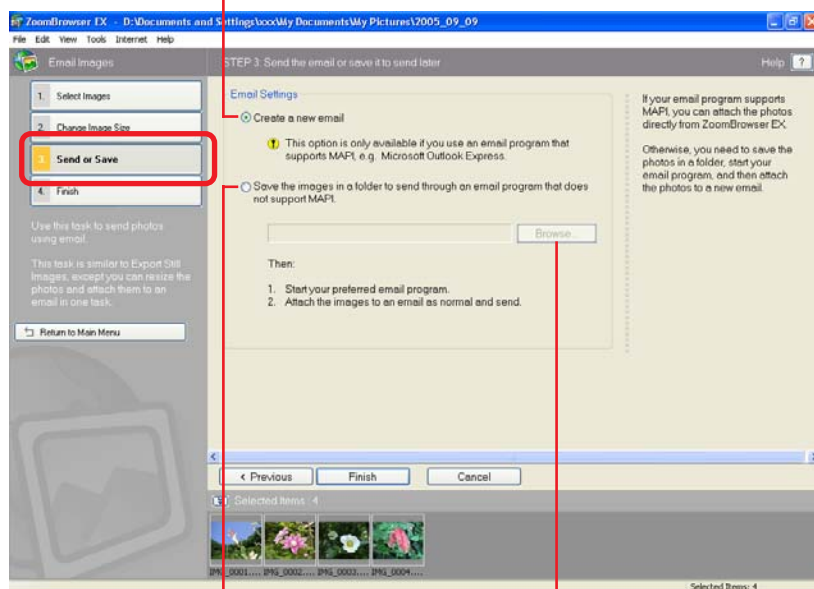 ZoomBrowser EX - D:\Documents and Settings\xxx\My Documents\My Pictures\2005_09_09
File Edit View Tools Internet Help
Email Images
STEP 3: Send the email or save it to send later
Help ?
1. Select Images
2. Change Image Size
3. Send or Save
4. Finish
Use this task to send photos
using email.
This task is similar to Export Still
Images, except you can resize the
photos and attach them to an
email in one task.
Return to Main Menu
Email Settings
Create a new email
This option is only available if you use an email program that
supports MAPI, e.g. Microsoft Outlook Express.
Save the images in a folder to send through an email program that does
not support MAPI.
Browse...
Then:
1. Start your preferred email program.
2. Attach the images to an email as normal and send.
If your email program supports
MAPI, you can attach the photos
directly from ZoomBrowser EX.
Otherwise, you need to save the
photos in a folder, start your
email program, and then attach
the photos to a new email.
< Previous
Finish
Cancel
Selected Items : 4
IMG_0001.... IMG_0002.... IMG_0003.... IMG_0004....
Selected Items: 4